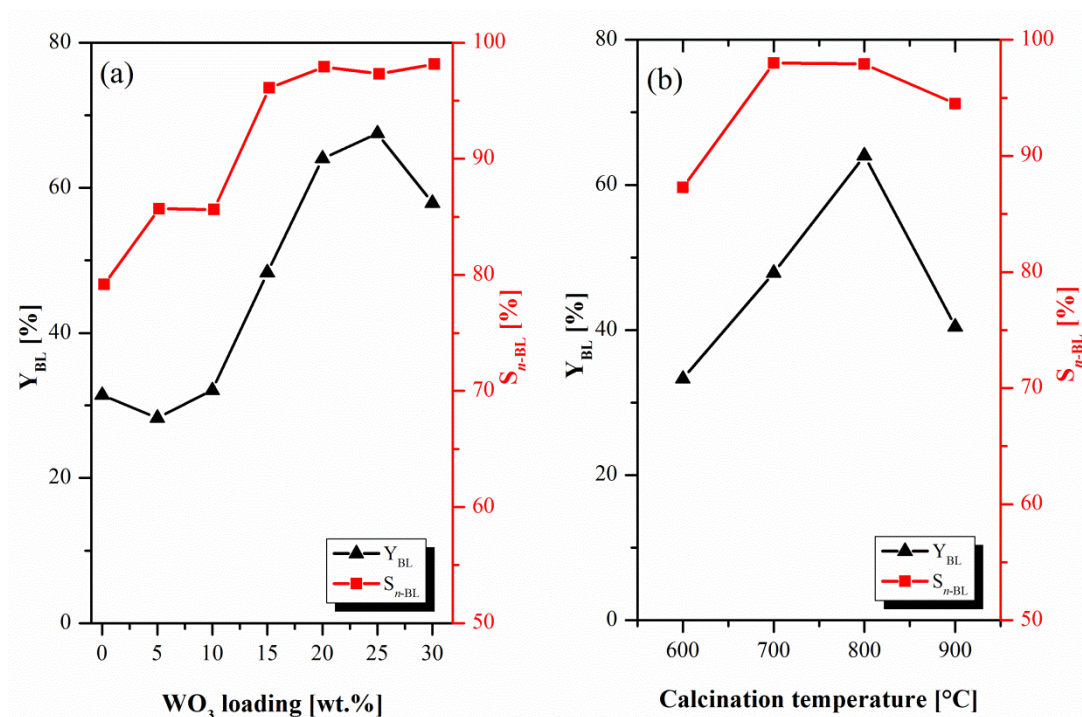 (a)
80
60
40
20
0
Y_BL [%]
100
90
80
70
60
50
S_n-BL [%]
Y_BL
S_n-BL
0 5 10 15 20 25 30
WO₃ loading [wt.%]
(b)
80
60
40
20
0
Y_BL [%]
100
90
80
70
60
50
S_n-BL [%]
Y_BL
S_n-BL
600 700 800 900
Calcination temperature [°C]